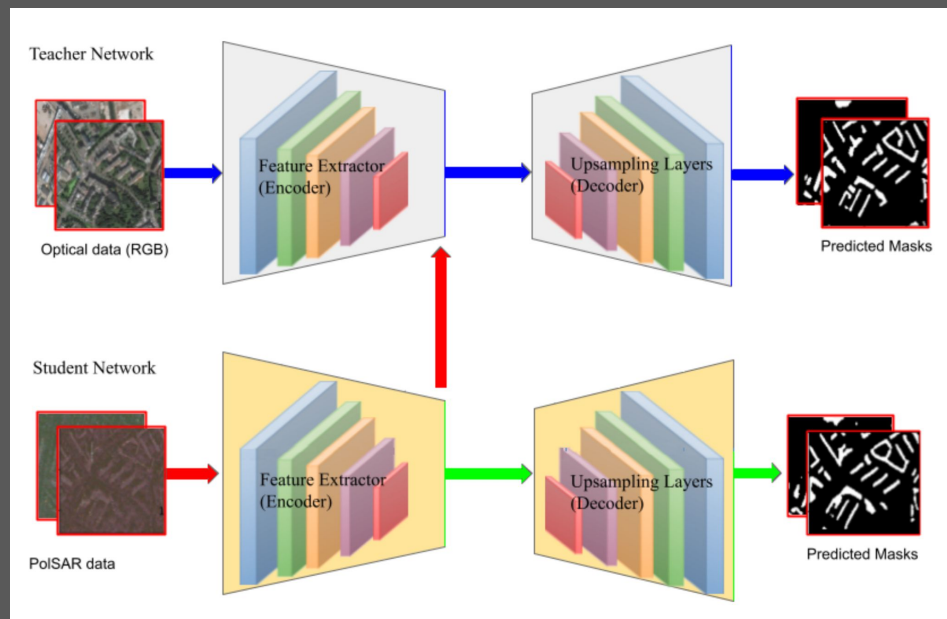 Teacher Network
Feature Extractor
(Encoder)
Upsampling Layers
(Decoder)
Optical data (RGB)
Predicted Masks
Student Network
Feature Extractor
(Encoder)
Upsampling Layers
(Decoder)
PolSAR data
Predicted Masks